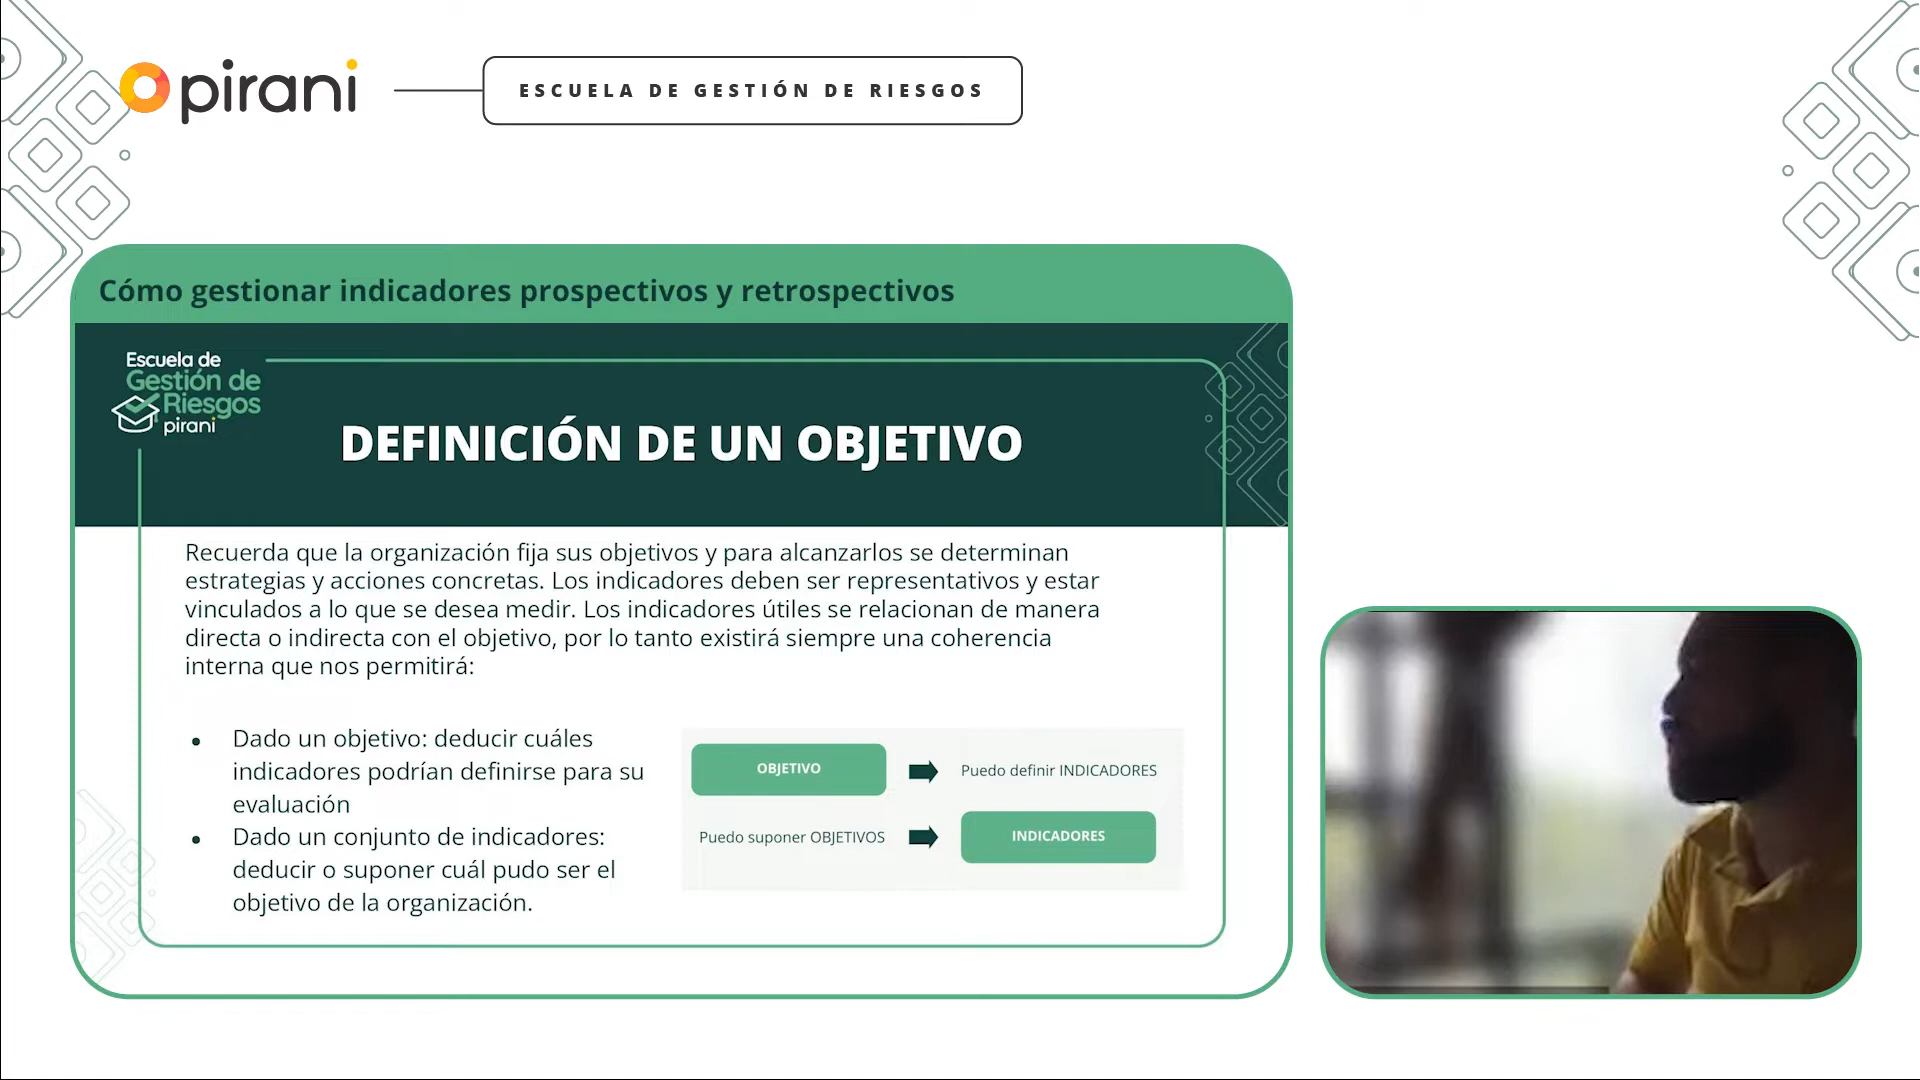 pirani
ESCUELA DE GESTIÓN DE RIESGOS
Cómo gestionar indicadores prospectivos y retrospectivos
Escuela de
Gestión de
Riesgos
pirani
DEFINICIÓN DE UN OBJETIVO
Recuerda que la organización fija sus objetivos y para alcanzarlos se determinan
estrategias y acciones concretas. Los indicadores deben ser representativos y estar
vinculados a lo que se desea medir. Los indicadores útiles se relacionan de manera
directa o indirecta con el objetivo, por lo tanto existirá siempre una coherencia
interna que nos permitirá:
• Dado un objetivo: deducir cuáles
indicadores podrían definirse para su
evaluación
• Dado un conjunto de indicadores:
deducir o suponer cuál pudo ser el
objetivo de la organización.
OBJETIVO
Puedo definir INDICADORES
Puedo suponer OBJETIVOS
INDICADORES